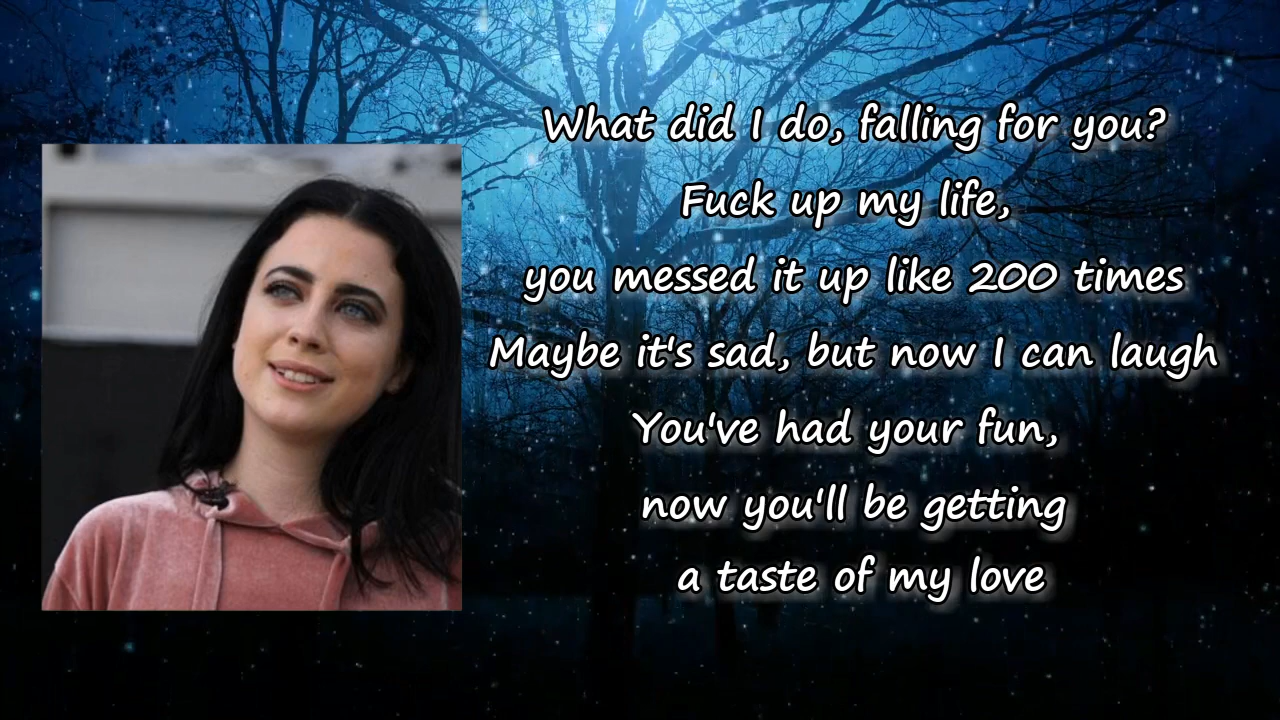 What did I do, falling for you?
Fuck up my life,
you messed it up like 200 times
Maybe it's sad, but now I can laugh
You've had your fun,
now you'll be getting
a taste of my love